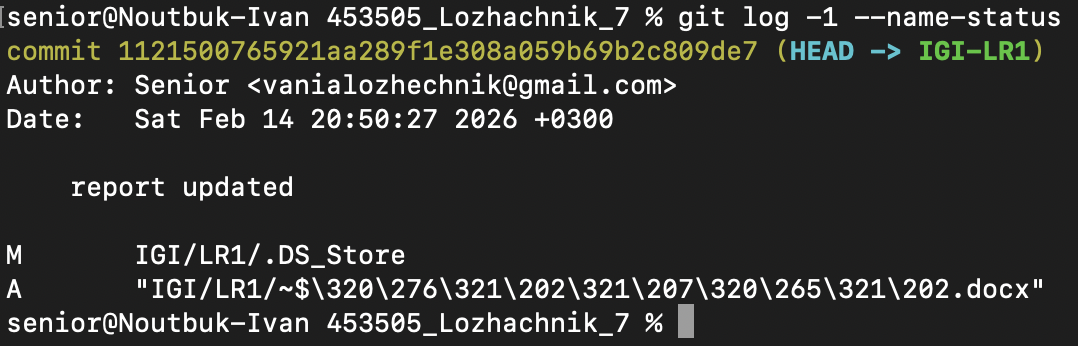 senior@Noutbuk-Ivan 453505_Lozhachnik_7 % git log -1 --name-status
commit 1121500765921aa289f1e308a059b69b2c809de7 (HEAD -> IGI-LR1)
Author: Senior <vanialozhechnik@gmail.com>
Date:   Sat Feb 14 20:50:27 2026 +0300
    report updated
M       IGI/LR1/.DS_Store
A       "IGI/LR1/~$\320\276\321\202\321\207\320\265\321\202.docx"
senior@Noutbuk-Ivan 453505_Lozhachnik_7 %